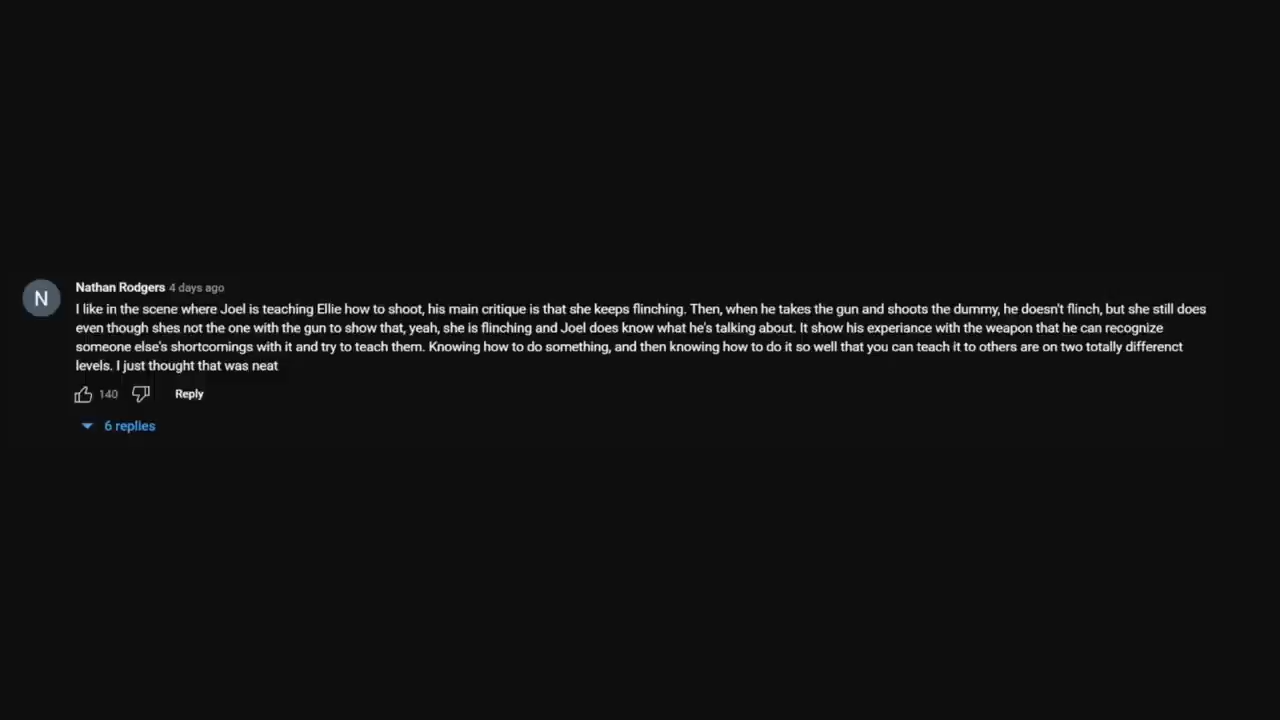 N
Nathan Rodgers 4 days ago
I like in the scene where Joel is teaching Ellie how to shoot, his main critique is that she keeps flinching. Then, when he takes the gun and shoots the dummy, he doesn't flinch, but she still does
even though shes not the one with the gun to show that, yeah, she is flinching and Joel does know what he's talking about. It show his experiance with the weapon that he can recognize
someone else's shortcomings with it and try to teach them. Knowing how to do something, and then knowing how to do it so well that you can teach it to others are on two totally differenct
levels. I just thought that was neat
140 Reply
6 replies